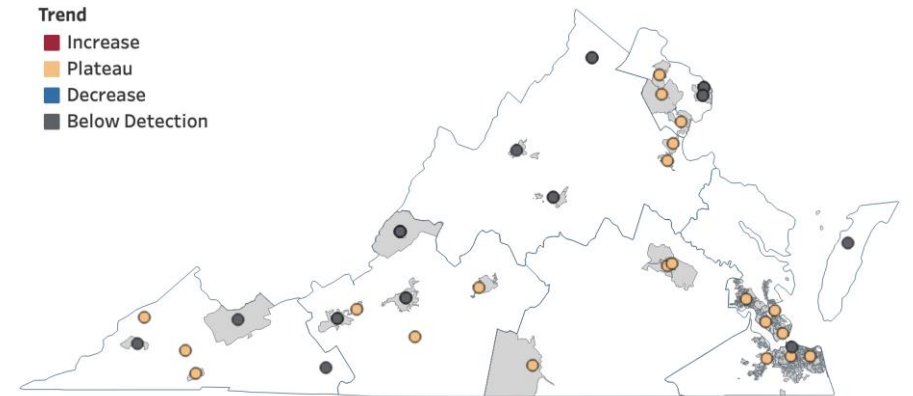 Trend
Increase
Plateau
Decrease
Below Detection